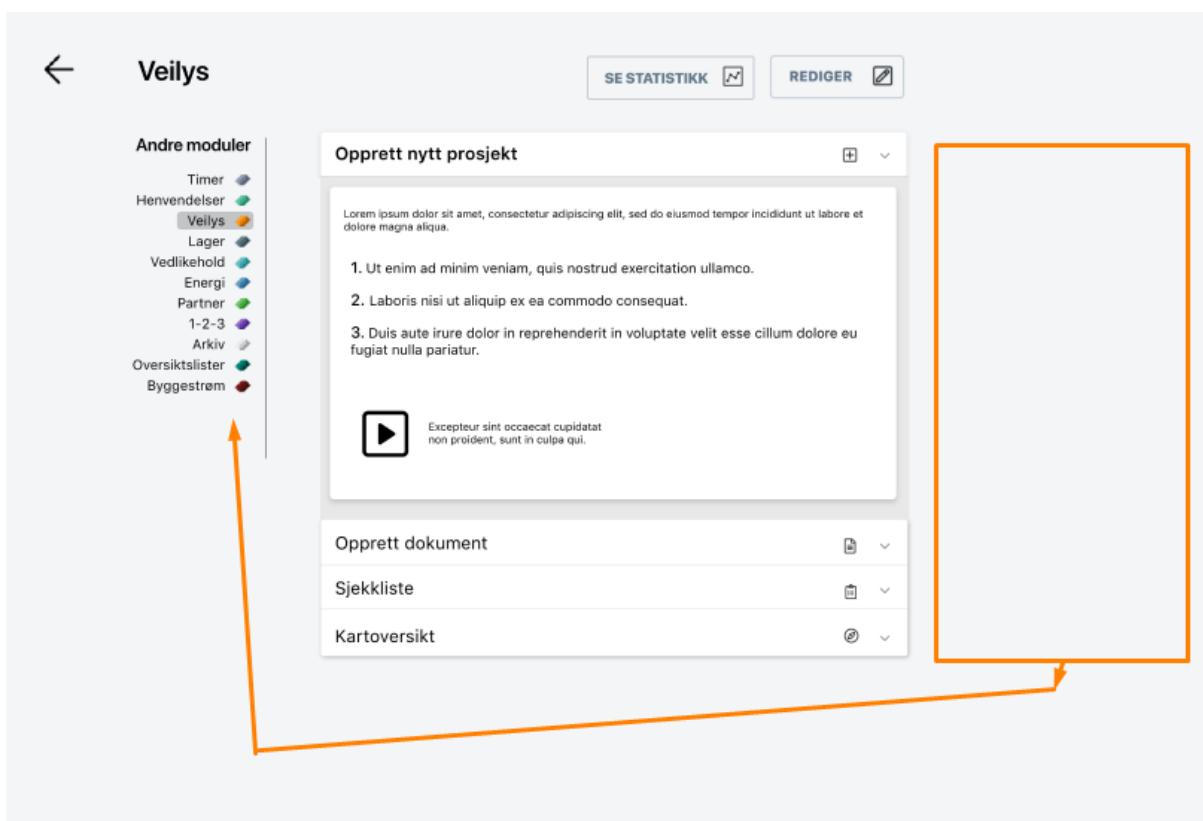 Veilys
SE STATISTIKK
REDIGER
Andre moduler
Timer
Henvendelser
Veilys
Lager
Vedlikehold
Energi
Partner
1-2-3
Arkiv
Oversiktslister
Byggestrøm
Opprett nytt prosjekt
Lorem ipsum dolor sit amet, consectetur adipiscing elit, sed do eiusmod tempor incididunt ut labore et
dolore magna aliqua.
1. Ut enim ad minim veniam, quis nostrud exercitation ullamco.
2. Laboris nisi ut aliquip ex ea commodo consequat.
3. Duis aute irure dolor in reprehenderit in voluptate velit esse cillum dolore eu
fugiat nulla pariatur.
Excepteur sint occaecat cupidatat
non proident, sunt in culpa qui.
Opprett dokument
Sjekkliste
Kartoversikt